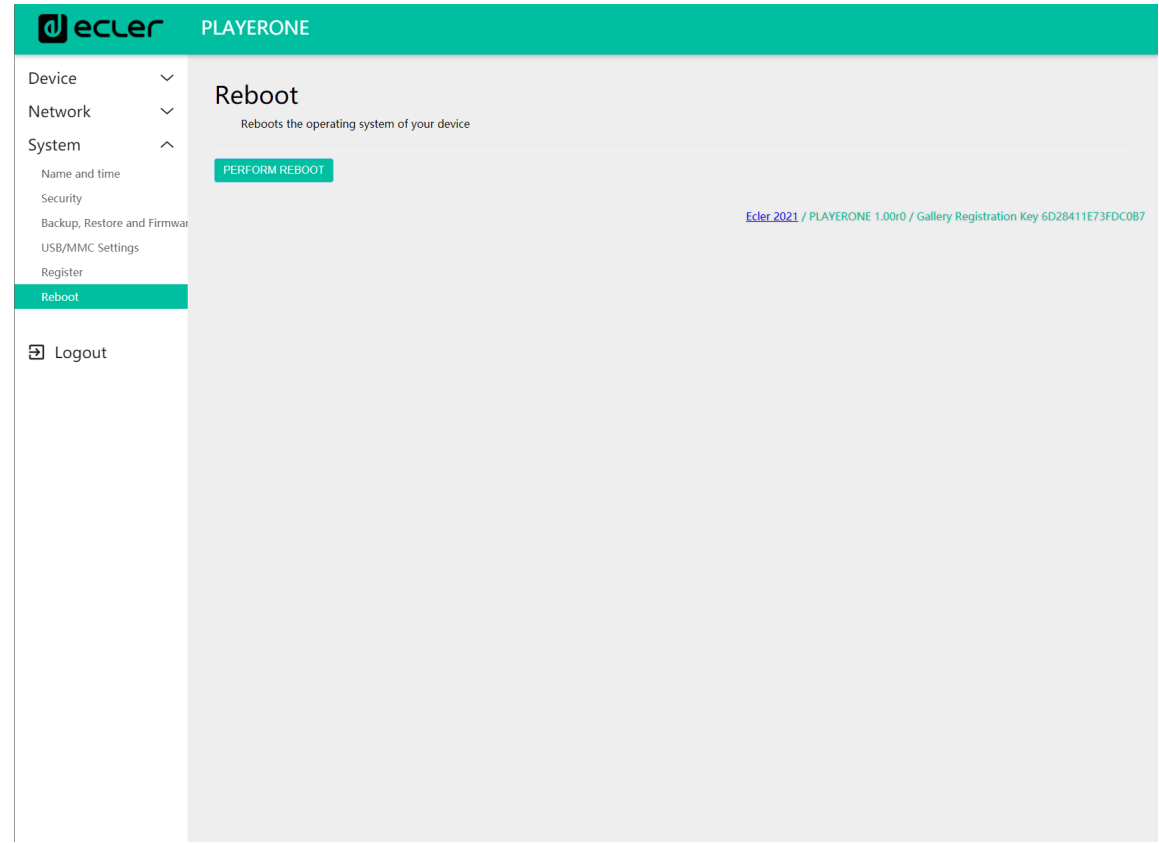 ecler
PLAYERONE
Device
Network
System
Name and time
Security
Backup, Restore and Firmwar
USB/MMC Settings
Register
Reboot
Logout
Reboot
Reboots the operating system of your device
PERFORM REBOOT
Ecler 2021 / PLAYERONE 1.00r0 / Gallery Registration Key 6D28411E73FDC0B7